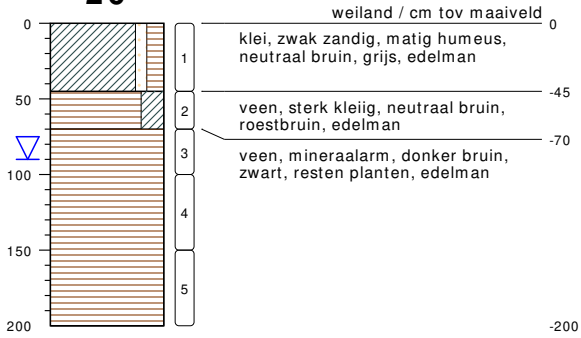 weiland / cm tov maaiveld
0
0
klei, zwak zandig, matig humeus,
neutraal bruin, grijs, edelman
1
-45
50
veen, sterk kleiig, neutraal bruin,
roestbruin, edelman
2
-70
veen, mineraalarm, donker bruin,
zwart, resten planten, edelman
3
100
4
150
5
200
-200